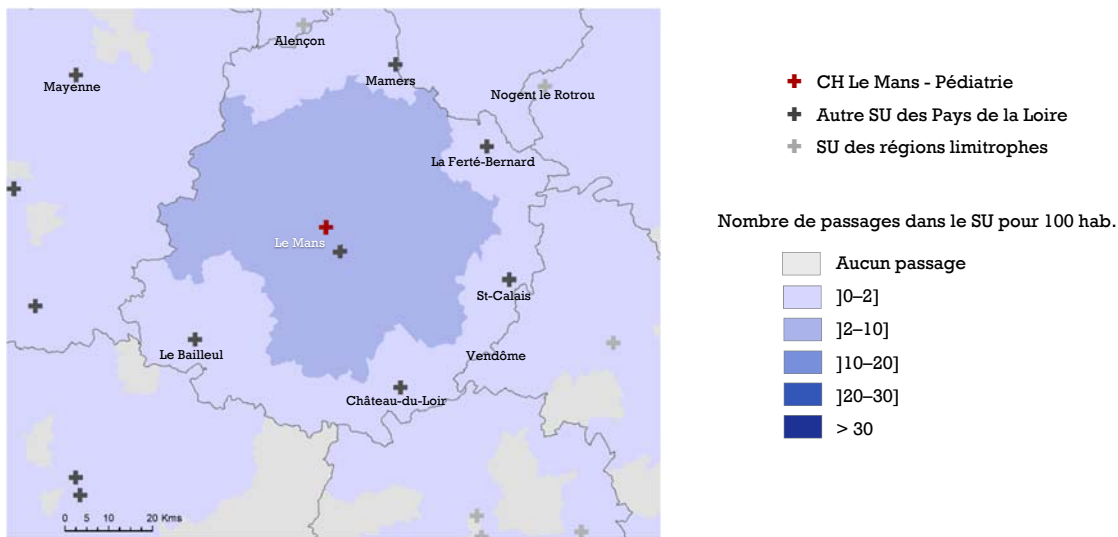 Alençon
Mayenne
Mamers
Nogent le Rotrou
La Ferté-Bernard
Le Mans
St-Calais
Le Bailleul
Vendôme
Château-du-Loir
0 5 10 20 Kms
CH Le Mans - Pédiatrie
Autre SU des Pays de la Loire
SU des régions limitrophes
Nombre de passages dans le SU pour 100 hab.
Aucun passage
]0–2]
]2–10]
]10–20]
]20–30]
> 30